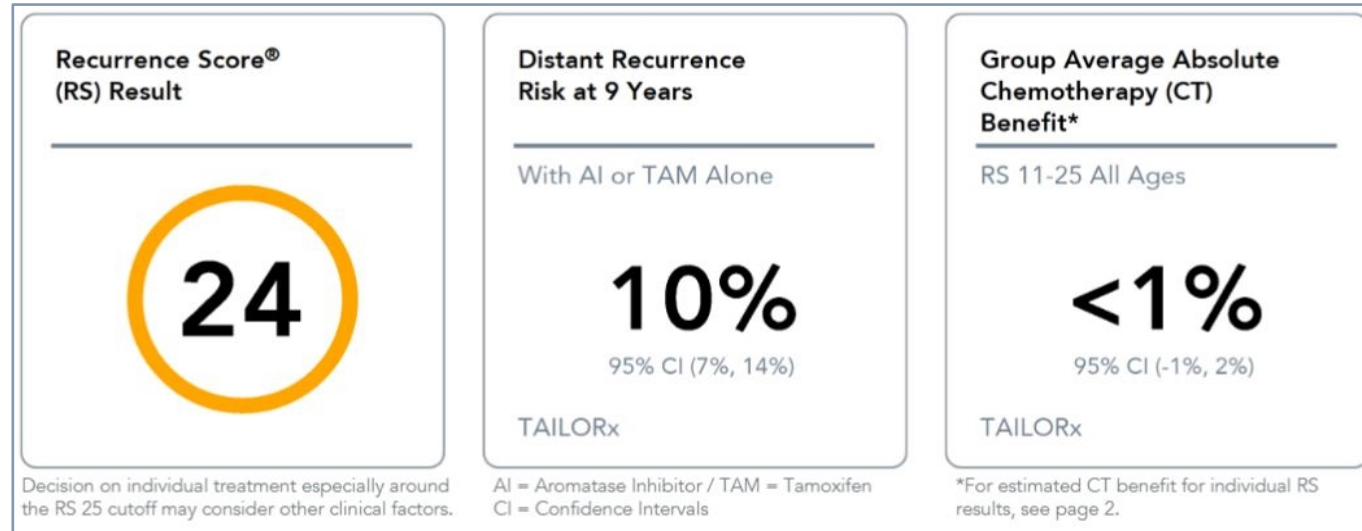 Recurrence Score®
(RS) Result
24
Decision on individual treatment especially around
the RS 25 cutoff may consider other clinical factors.
Distant Recurrence
Risk at 9 Years
With AI or TAM Alone
10%
95% CI (7%, 14%)
TAILORx
AI = Aromatase Inhibitor / TAM = Tamoxifen
CI = Confidence Intervals
Group Average Absolute
Chemotherapy (CT)
Benefit*
RS 11-25 All Ages
<1%
95% CI (-1%, 2%)
TAILORx
*For estimated CT benefit for individual RS
results, see page 2.